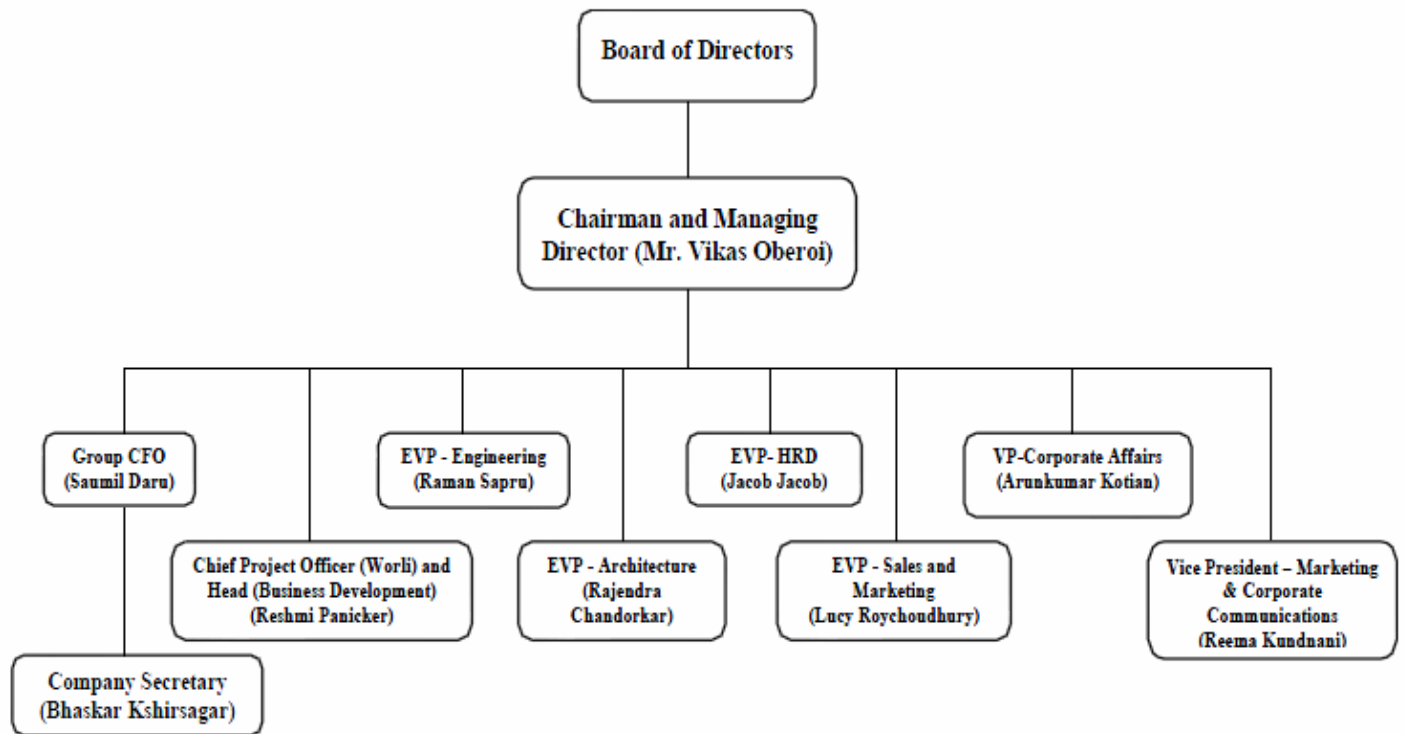 Board of Directors
Chairman and Managing
Director (Mr. Vikas Oberoi)
Group CFO
(Saumil Daru)
EVP - Engineering
(Raman Sapru)
EVP- HRD
(Jacob Jacob)
VP-Corporate Affairs
(Arunkumar Kotian)
Chief Project Officer (Worli) and
Head (Business Development)
(Reshmi Panicker)
EVP - Architecture
(Rajendra
Chandorkar)
EVP - Sales and
Marketing
(Lucy Roychoudhury)
Vice President – Marketing
& Corporate
Communications
(Reema Kundnani)
Company Secretary
(Bhaskar Kshirsagar)